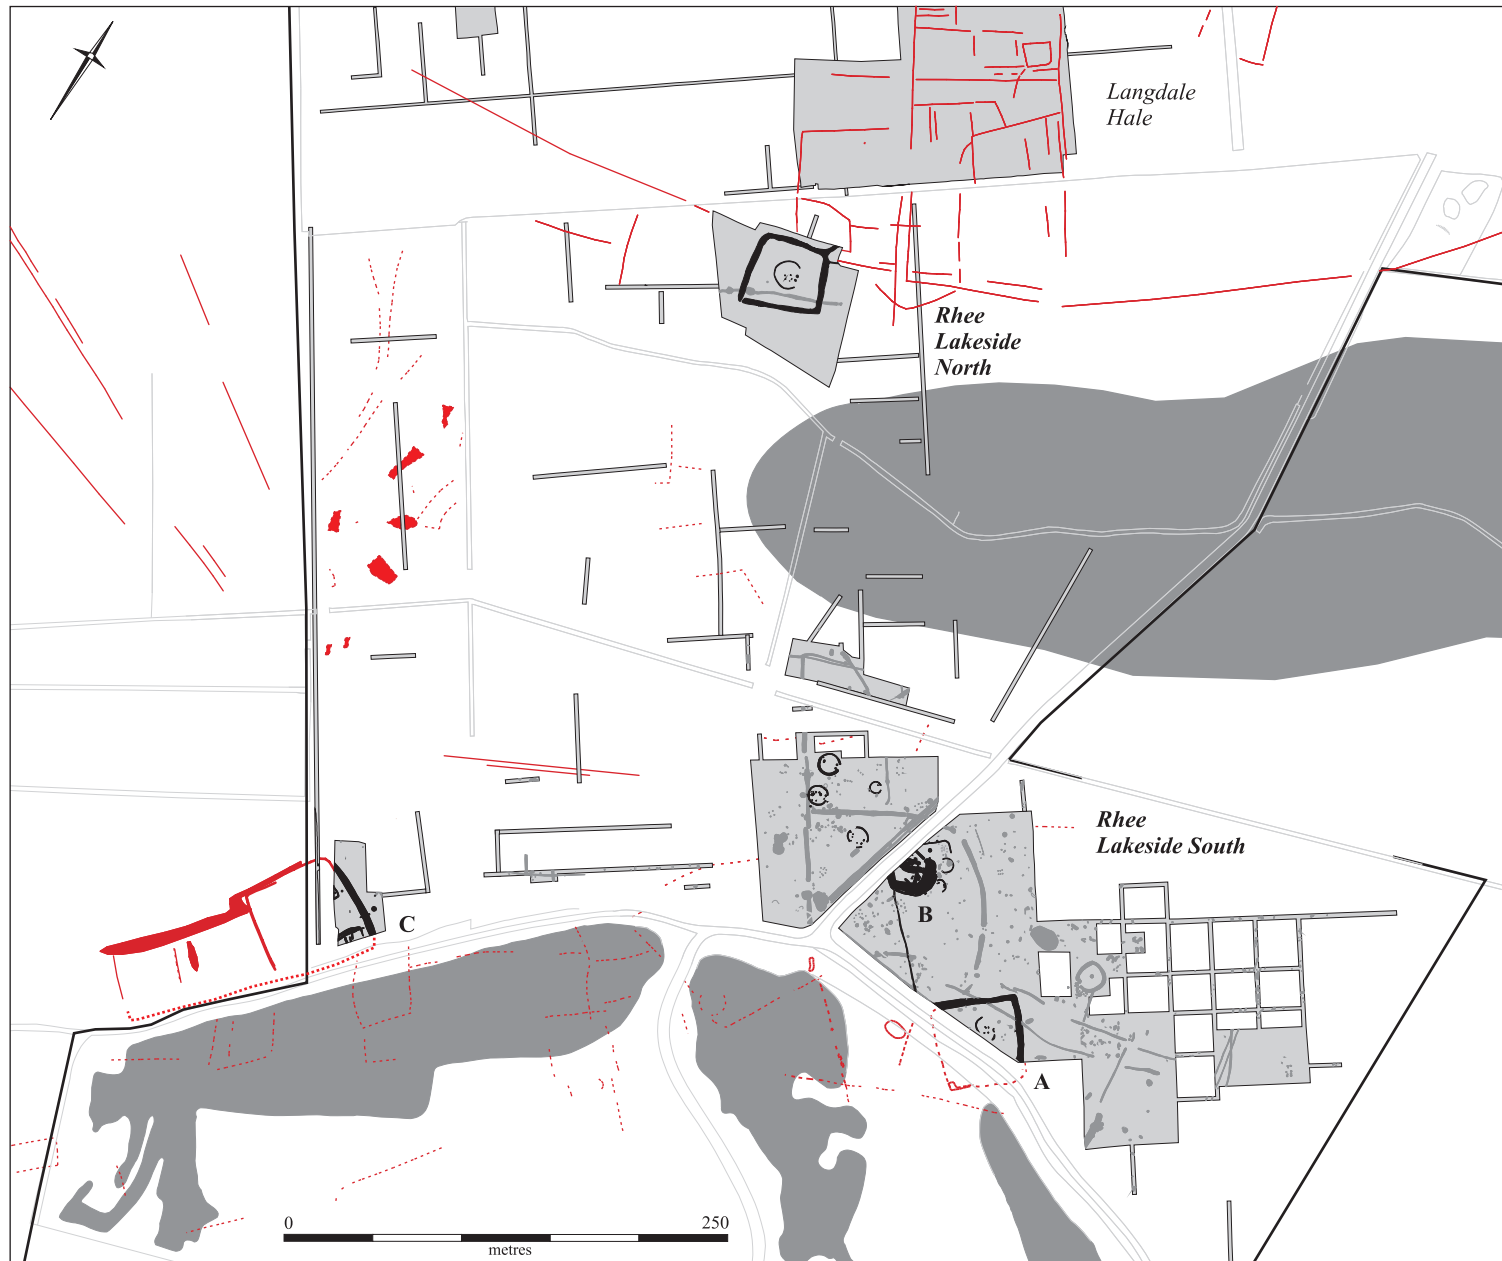 Langdale
Hale
Rhee
Lakeside
North
Rhee
Lakeside South
B
C
A
0
250
metres